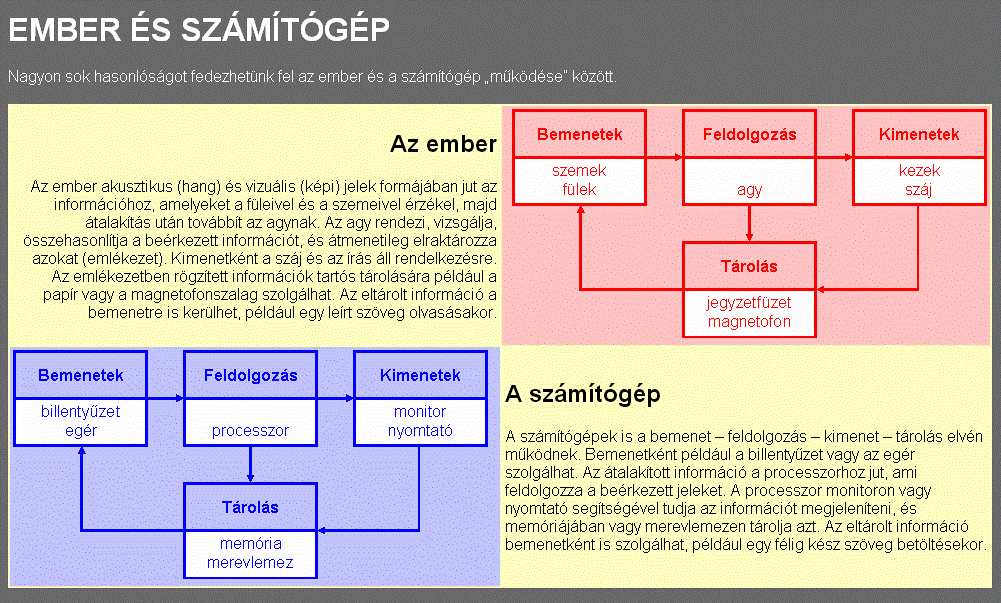 EMBER ÉS SZÁMÍTÓGÉP
Nagyon sok hasonlóságot fedezhetünk fel az ember és a számítógép „működése” között.
Az ember
Az ember akusztikus (hang) és vizuális (képi) jelek formájában jut az
információhoz, amelyeket a füleivel és a szemeivel érzékel, majd
átalakítás után továbbít az agynak. Az agy rendezi, vizsgálja,
összehasonlítja a beérkezett információt, és átmenetileg elraktározza
azokat (emlékezet). Kimenetként a száj és az írás áll rendelkezésre.
Az emlékezetben rögzített információk tartós tárolására például a
papír vagy a magnetofonszalag szolgálhat. Az eltárolt információ a
bemenetre is kerülhet, például egy leírt szöveg olvasásakor.
Bemenetek
szemek
fülek
Feldolgozás
agy
Kimenetek
kezek
száj
Tárolás
jegyzetfüzet
magnetofon
Bemenetek
billentyűzet
egér
Feldolgozás
processzor
Kimenetek
monitor
nyomtató
Tárolás
memória
merevlemez
A számítógép
A számítógépek is a bemenet – feldolgozás – kimenet – tárolás elvén
működnek. Bemenetként például a billentyűzet vagy az egér
szolgálhat. Az átalakított információ a processzorhoz jut, ami
feldolgozza a beérkezett jeleket. A processzor monitoron vagy
nyomtató segítségével tudja az információt megjeleníteni, és
memóriájában vagy merevlemezen tárolja azt. Az eltárolt információ
bemenetként is szolgálhat, például egy félig kész szöveg betöltésekor.